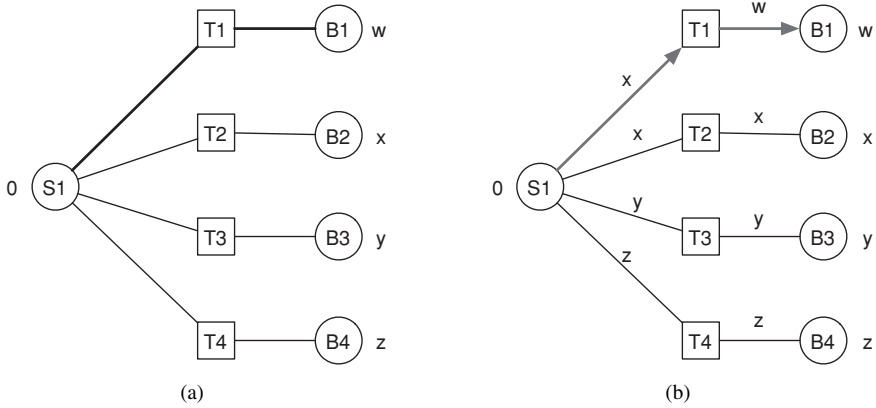 T1 B1 w
T2 B2 x
0 S1
T3 B3 y
T4 B4 z
(a)
w
T1 B1 w
x
x x
T2 B2 x
0 S1
y y
T3 B3 y
z
z
T4 B4 z
(b)